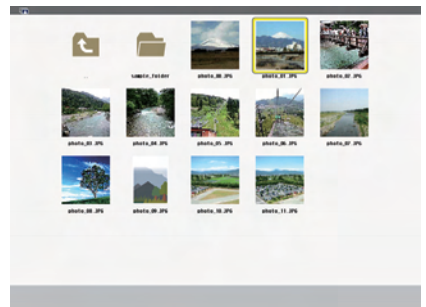 ..
sample_folder
photo_00.JPG
photo_01.JPG
photo_02.JPG
photo_03.JPG
photo_04.JPG
photo_05.JPG
photo_06.JPG
photo_07.JPG
photo_08.JPG
photo_09.JPG
photo_10.JPG
photo_11.JPG